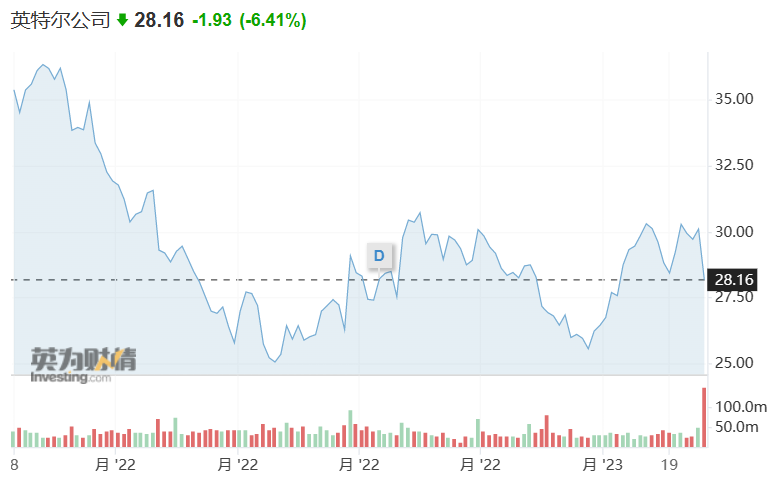 英特尔公司 28.16 -1.93 (-6.41%)
35.00
32.50
30.00
D
28.16
27.50
25.00
英为财情
Investing.com
100.0m
50.0m
8 月 '22 月 '22 月 '22 月 '22 月 '23 19